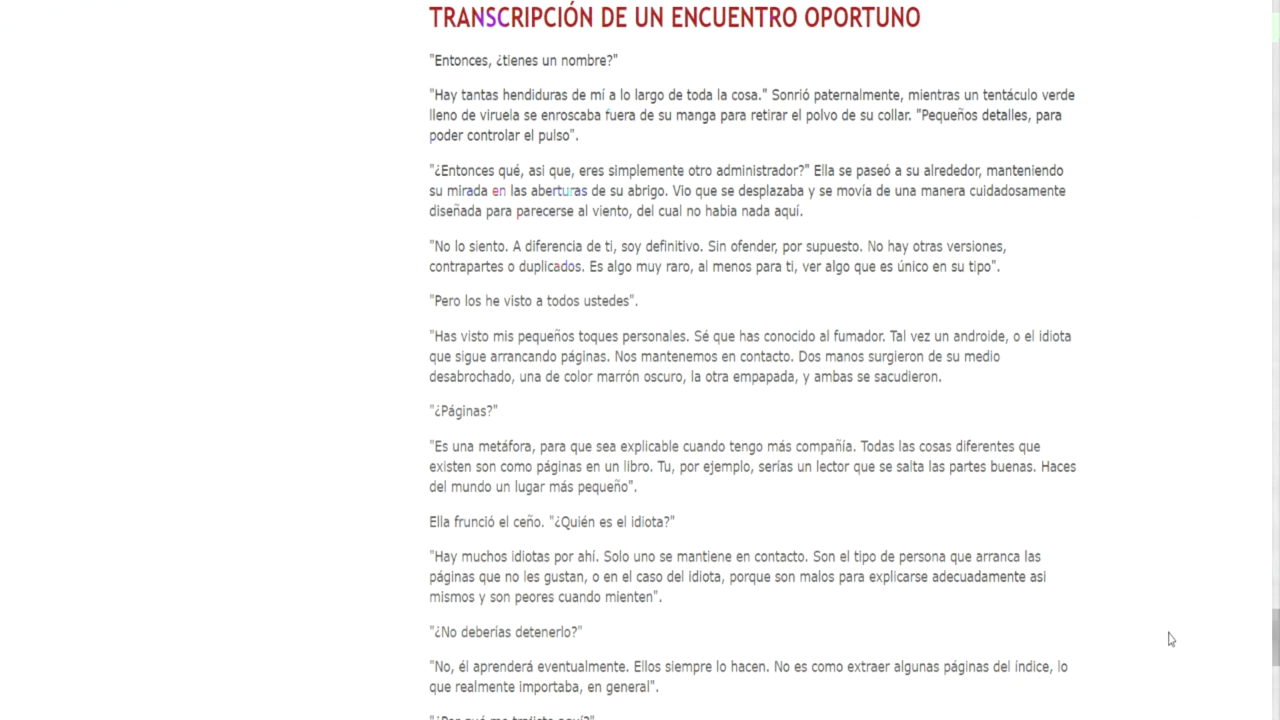 TRANSCRIPCIÓN DE UN ENCUENTRO OPORTUNO
"Entonces, ¿tienes un nombre?"
"Hay tantas hendiduras de mí a lo largo de toda la cosa." Sonrió paternalmente, mientras un tentáculo verde
lleno de viruela se enroscaba fuera de su manga para retirar el polvo de su collar. "Pequeños detalles, para
poder controlar el pulso".
"¿Entonces qué, asi que, eres simplemente otro administrador?" Ella se paseó a su alrededor, manteniendo
su mirada en las aberturas de su abrigo. Vio que se desplazaba y se movía de una manera cuidadosamente
diseñada para parecerse al viento, del cual no habia nada aquí.
"No lo siento. A diferencia de ti, soy definitivo. Sin ofender, por supuesto. No hay otras versiones,
contrapartes o duplicados. Es algo muy raro, al menos para ti, ver algo que es único en su tipo".
"Pero los he visto a todos ustedes".
"Has visto mis pequeños toques personales. Sé que has conocido al fumador. Tal vez un androide, o el idiota
que sigue arrancando páginas. Nos mantenemos en contacto. Dos manos surgieron de su medio
desabrochado, una de color marrón oscuro, la otra empapada, y ambas se sacudieron.
"¿Páginas?"
"Es una metáfora, para que sea explicable cuando tengo más compañía. Todas las cosas diferentes que
existen son como páginas en un libro. Tu, por ejemplo, serías un lector que se salta las partes buenas. Haces
del mundo un lugar más pequeño".
Ella frunció el ceño. "¿Quién es el idiota?"
"Hay muchos idiotas por ahí. Solo uno se mantiene en contacto. Son el tipo de persona que arranca las
páginas que no les gustan, o en el caso del idiota, porque son malos para explicarse adecuadamente asi
mismos y son peores cuando mienten".
"¿No deberías detenerlo?"
"No, él aprenderá eventualmente. Ellos siempre lo hacen. No es como extraer algunas páginas del índice, lo
que realmente importaba, en general".
"¿Por qué me trajiste aquí?"